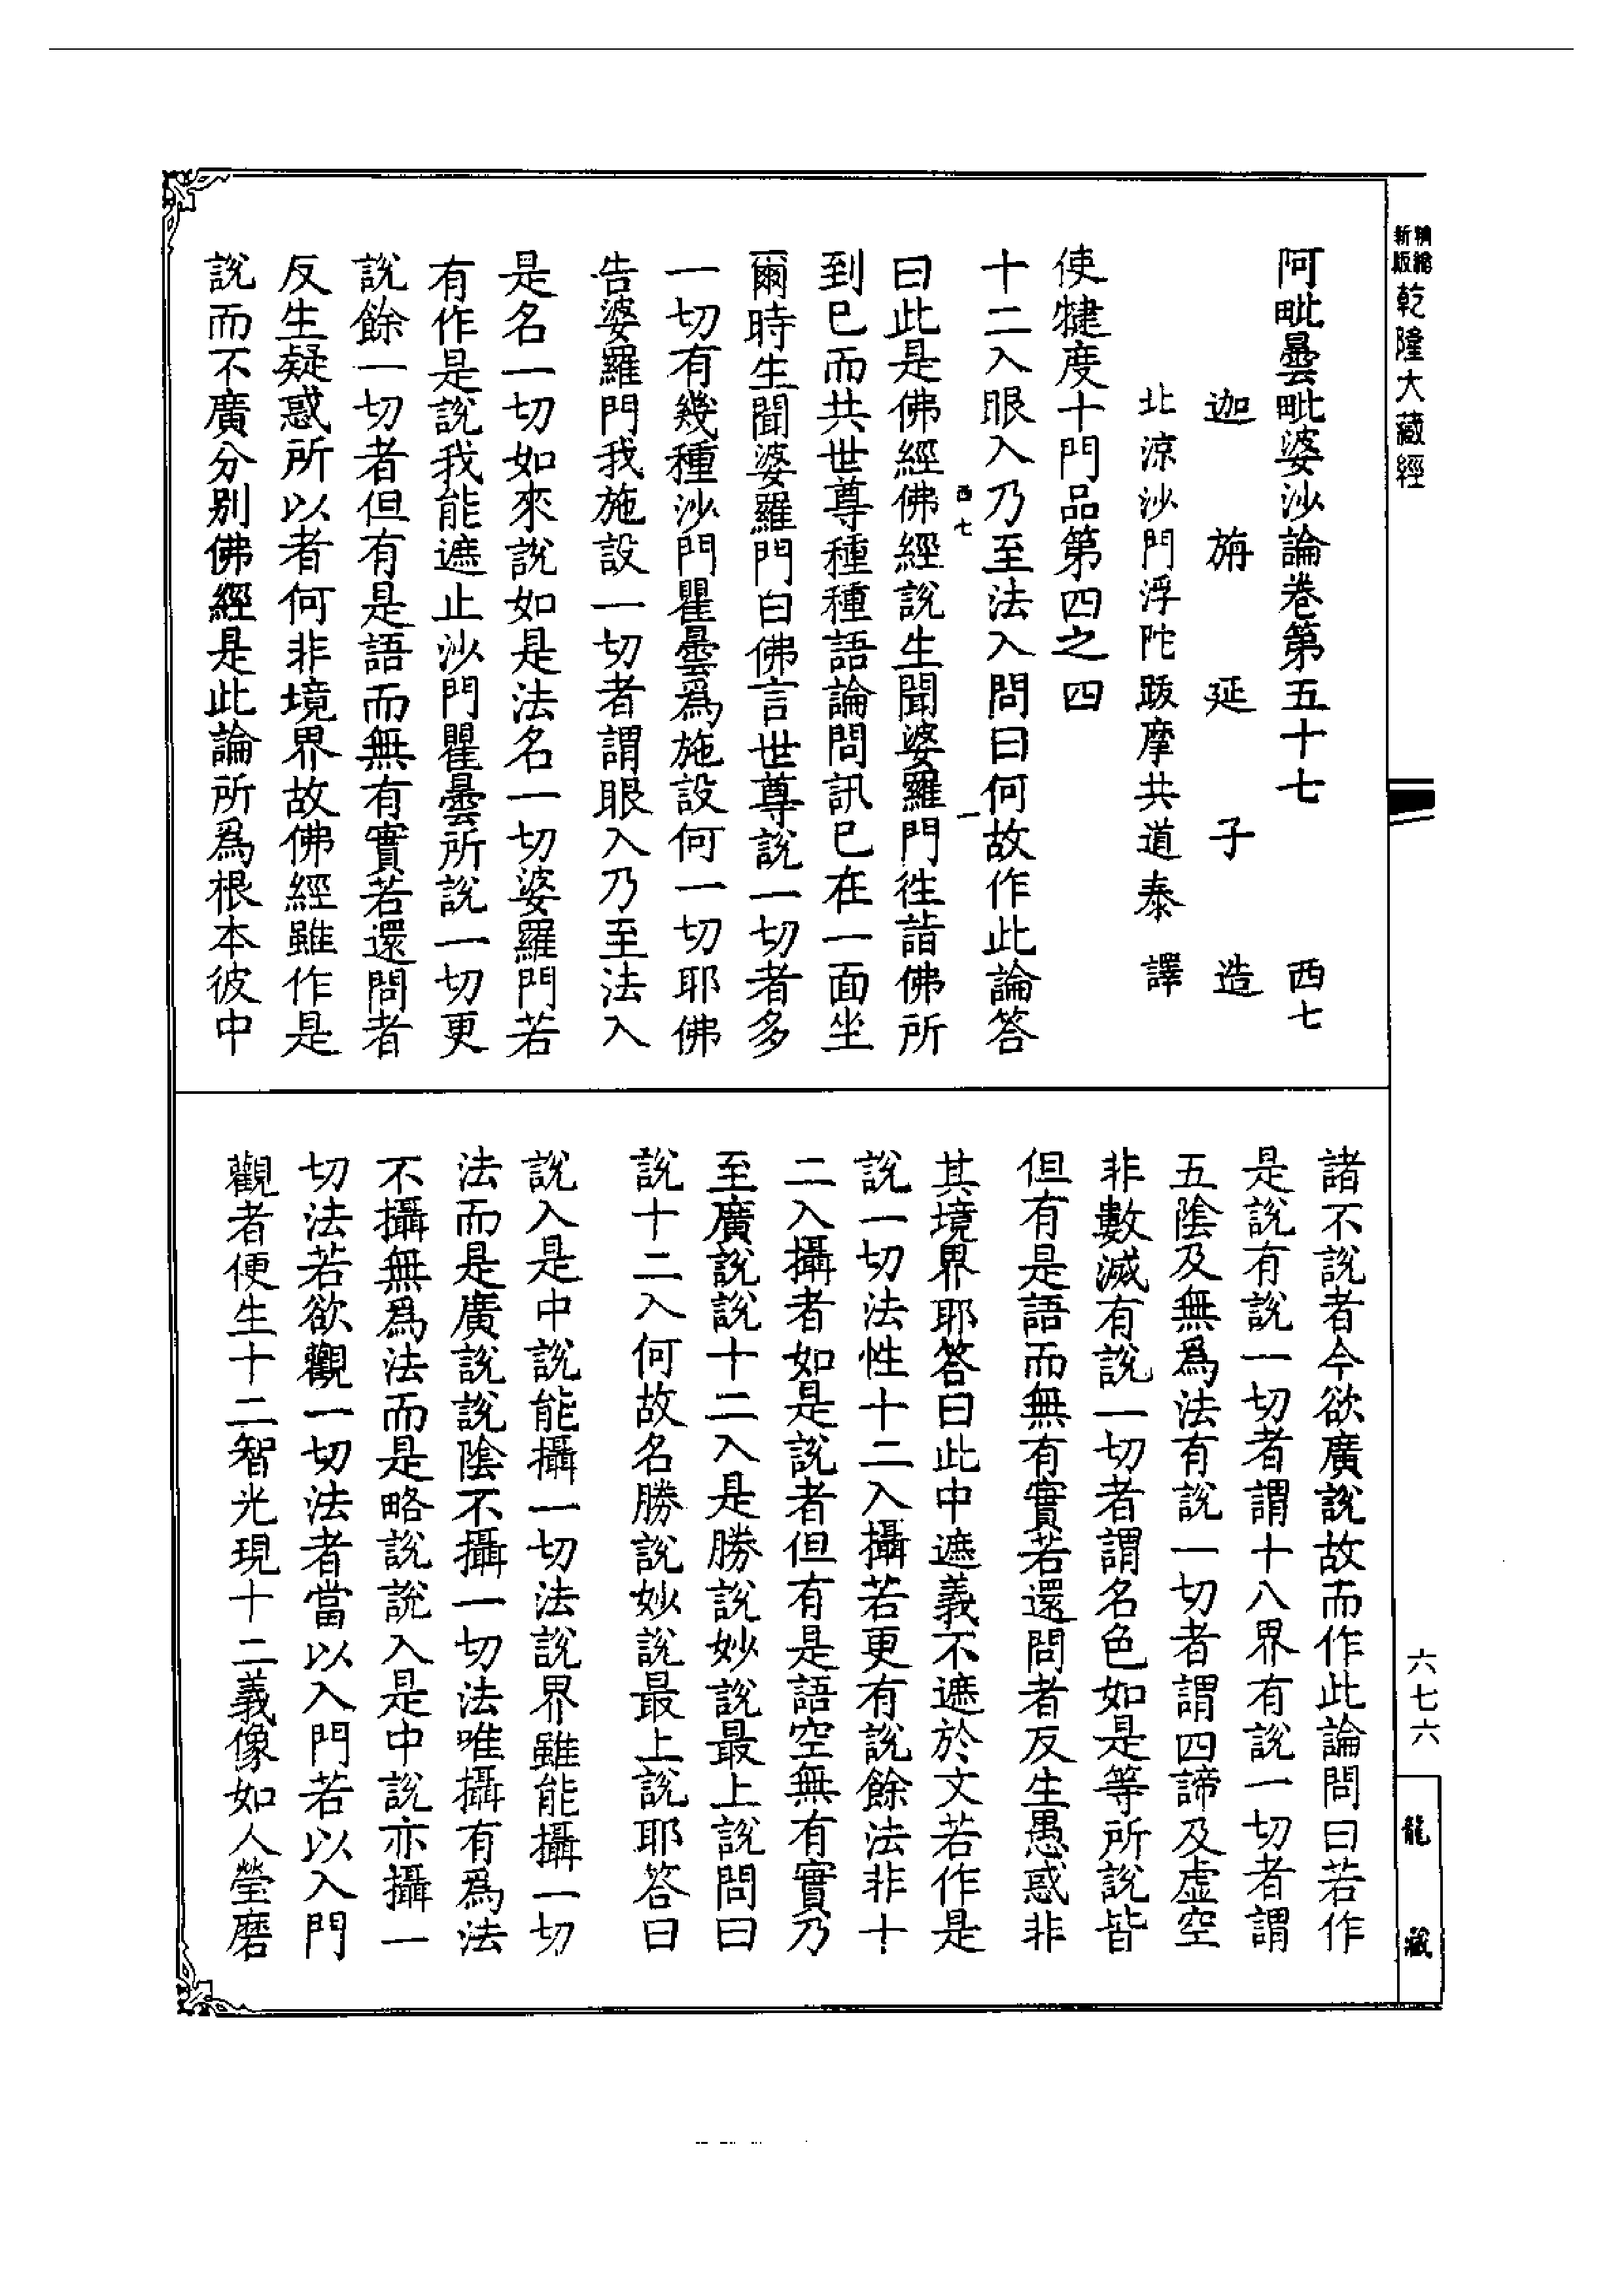 精縮新版乾隆大藏經
阿毗曇毗婆沙論卷第五十七　西七
迦旃延子造
北涼沙門浮陀跋摩共道泰譯
使犍度十門品第四之四
十二入眼入乃至法入問曰何故作此論答
西七　一
曰此是佛經佛經說生聞婆羅門往詣佛所
到已而共世尊種種語論問訊已在一面坐
爾時生聞婆羅門白佛言世尊說一切者多
一切有幾種沙門瞿曇爲施設何一切耶佛
告婆羅門我施設一切者謂眼入乃至法入
是名一切如來說如是法名一切婆羅門若
有作是說我能遮止沙門瞿曇所說一切更
說餘一切者但有是語而無有實若還問者
反生疑惑所以者何非境界故佛經雖作是
說而不廣分别佛經是此論所爲根本彼中
諸不說者今欲廣說故而作此論問曰若作
是說有說一切者謂十八界有說一切者謂
五陰及無爲法有說一切者謂四諦及虛空
非數滅有說一切者謂名色如是等所說皆
但有是語而無有實若還問者反生愚惑非
其境界耶答曰此中遮義不遮於文若作是
說一切法性十二入攝若更有說餘法非十
二入攝者如是說者但有是語空無有實乃
至廣說說十二入是勝說妙說最上說問曰
說十二入何故名勝說妙說最上說耶答曰
說入是中說能攝一切法說界雖能攝一切
法而是廣說說陰不攝一切法唯攝有爲法
不攝無爲法而是略說說入是中說亦攝一
切法若欲觀一切法者當以入門若以入門
觀者便生十二智光現十二義像如人瑩磨
六七六
龍藏